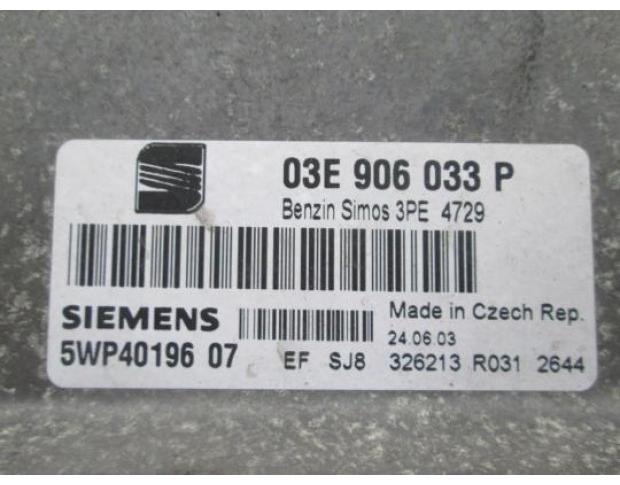 03E 906 033 P
Benzin Simos 3PE 4729
SIEMENS
Made in Czech Rep.
24.06.03
5WP40196 07 EF SJ8 326213 R031 2644